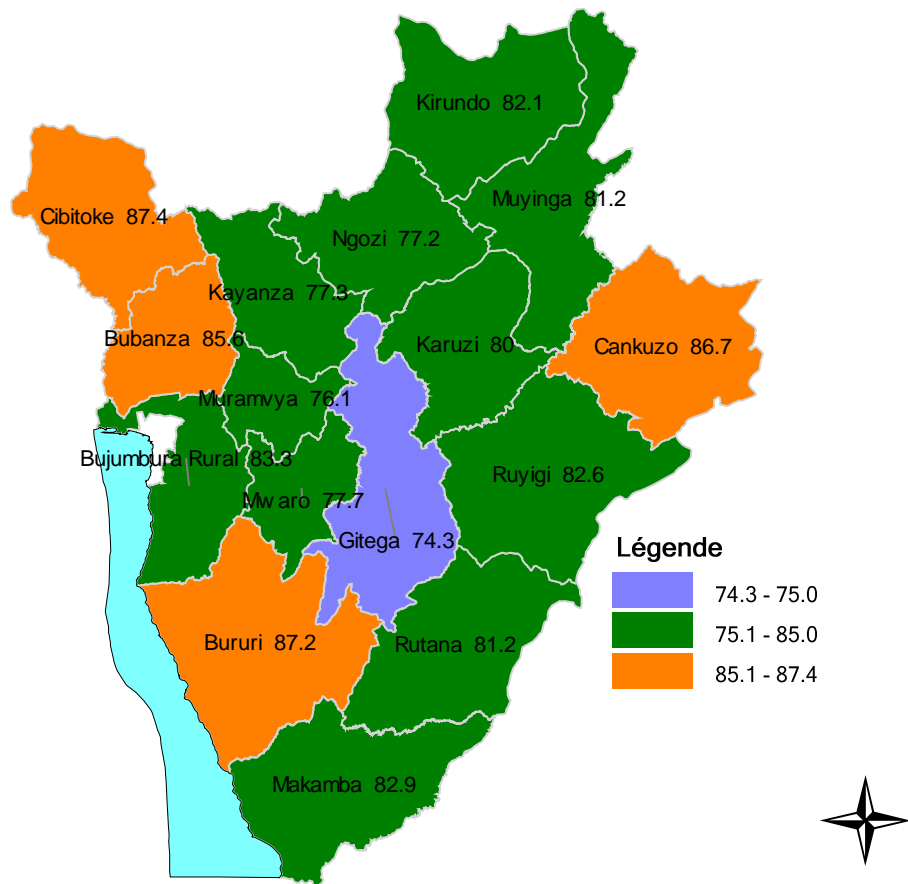 Kirundo 82.1
Muyinga 81.2
Cibitoke 87.4
Ngozi 77.2
Kayanza 77.3
Bubanza 85.6
Karuzi 80
Cankuzo 86.7
Muramvya 76.1
Bujumbura Rural 83.3
Ruyigi 82.6
Mwaro 77.7
Gitega 74.3
Légende
74.3 - 75.0
75.1 - 85.0
85.1 - 87.4
Bururi 87.2
Rutana 81.2
Makamba 82.9